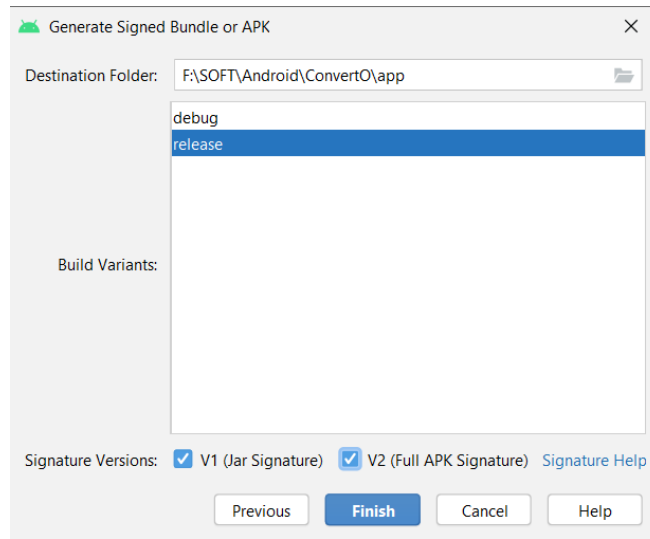 Generate Signed Bundle or APK
Destination Folder: F:\SOFT\Android\ConvertO\app
debug
release
Build Variants:
Signature Versions: V1 (Jar Signature) V2 (Full APK Signature) Signature Help
Previous Finish Cancel Help